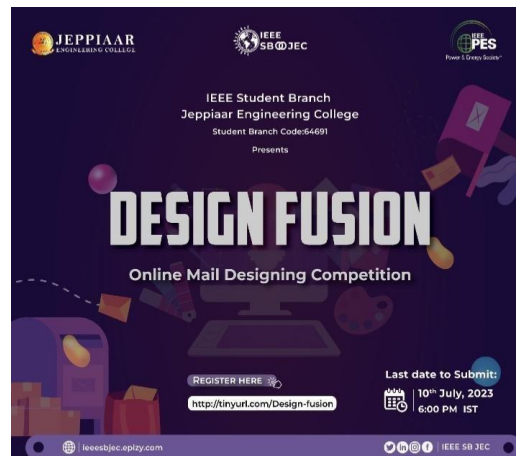 JEPPIAAR
ENGINEERING COLLEGE
IEEE
SB JEC
IEEE
PES
Power & Energy Society
IEEE Student Branch
Jeppiaar Engineering College
Student Branch Code:64691
Presents
DESIGN FUSION
Online Mail Designing Competition
REGISTER HERE
http://tinyurl.com/Design-fusion
Last date to Submit:
10th July, 2023
6:00 PM IST
ieeesbjec.epizy.com
IEEE SB JEC